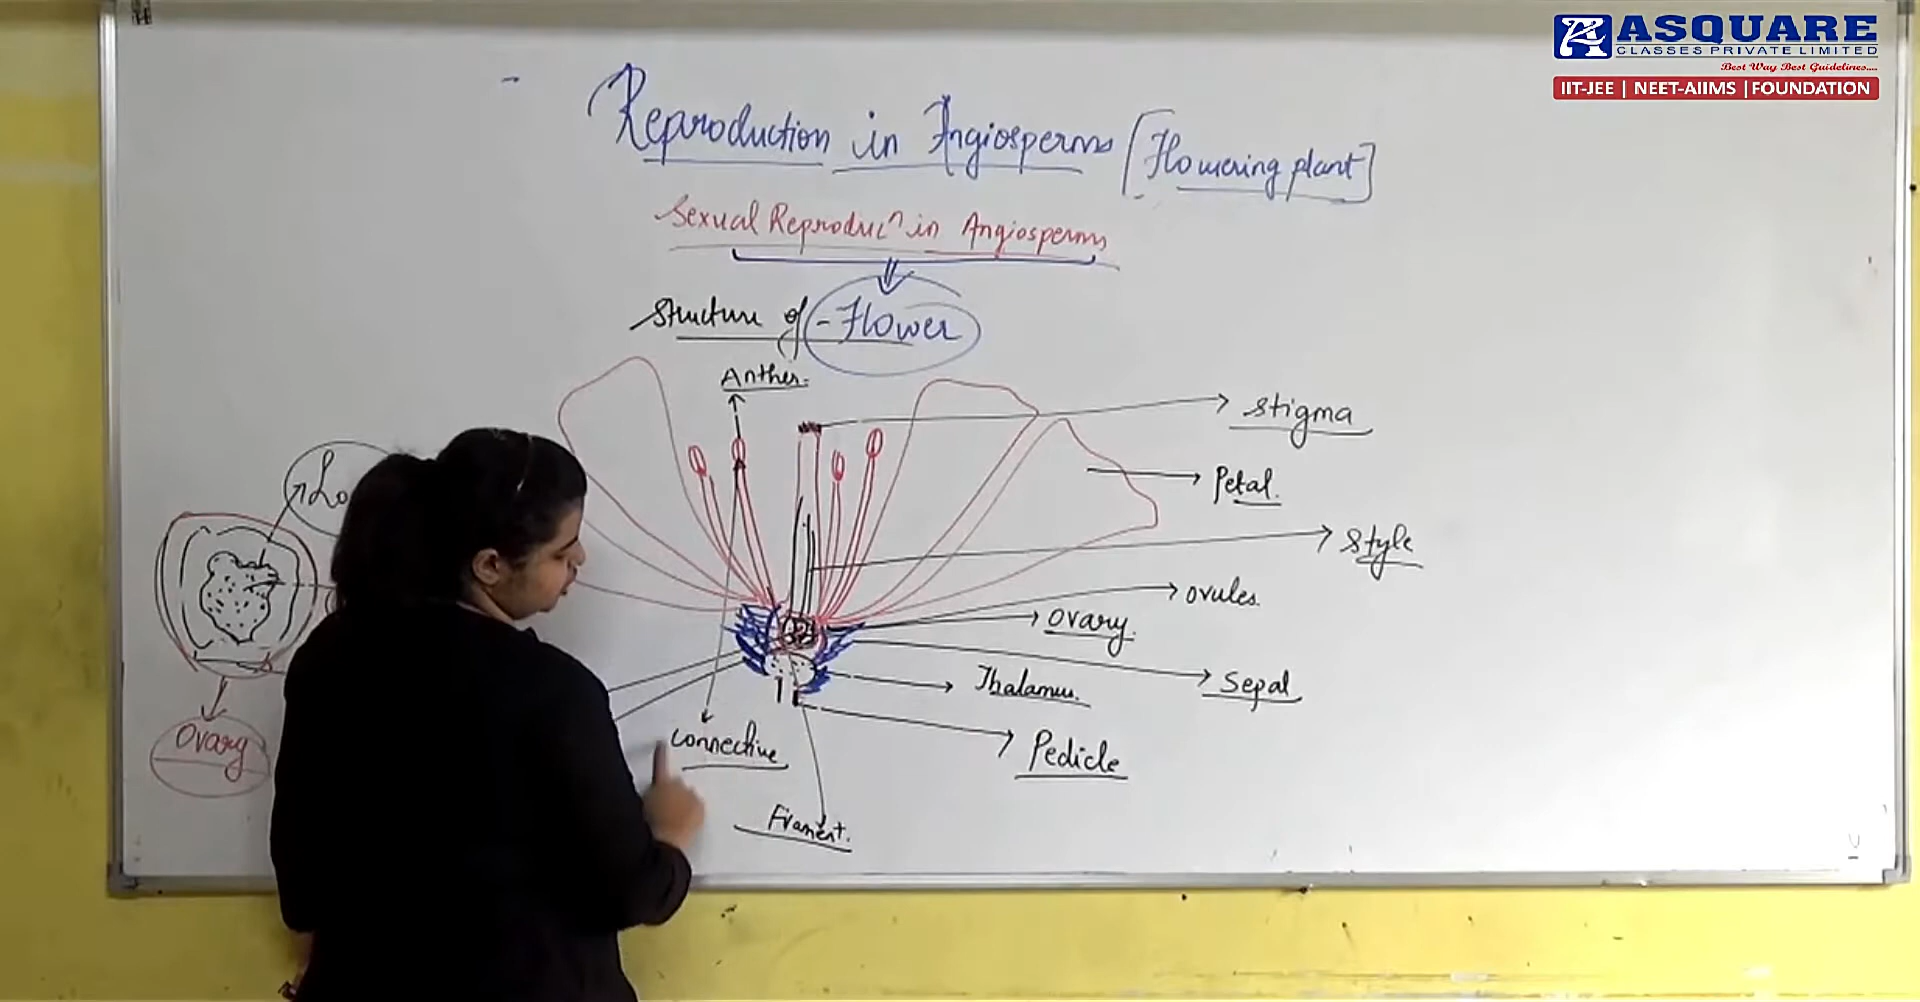 ASQUARE
CLASSES PRIVATE LIMITED
Best Way Best Guidelines....
IIT-JEE | NEET-AIIMS | FOUNDATION
Reproduction in Angiosperms [Flowering plant]
Sexual Reproducⁿ in Angiosperms
Structure of - Flower
Anther.
Stigma
Petal.
Style
Ovules.
Ovary.
Sepal
Thalamus.
Pedicle
Connective
Ovary